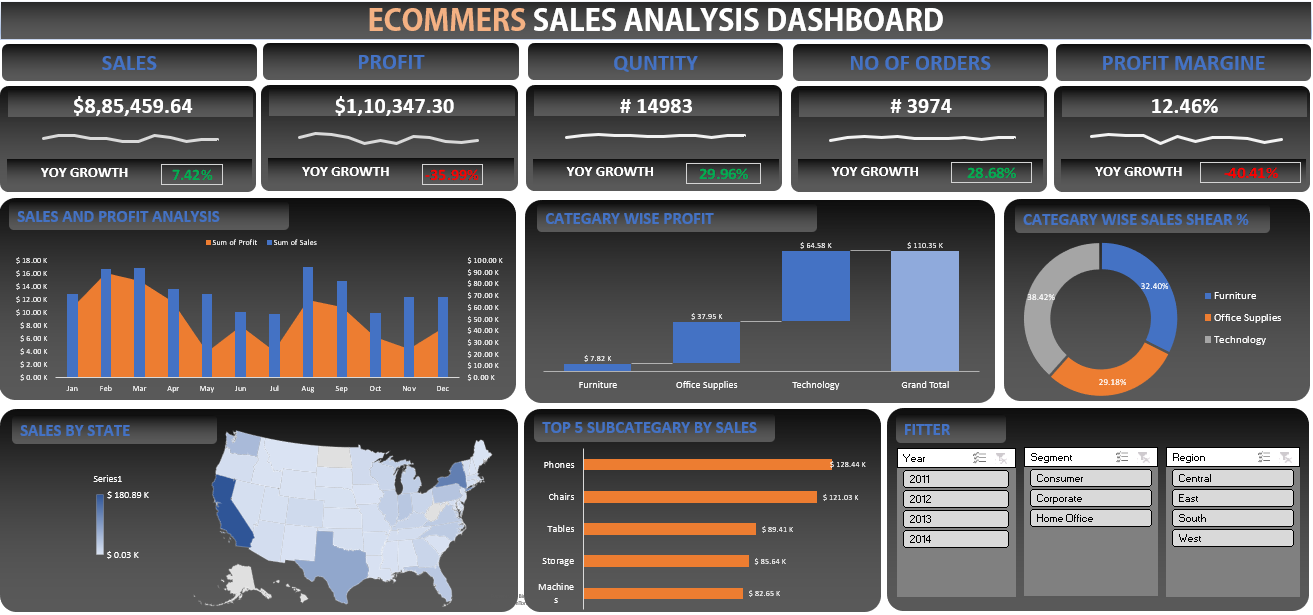 ECOMMERS SALES ANALYSIS DASHBOARD
SALES
PROFIT
QUNTITY
NO OF ORDERS
PROFIT MARGINE
$8,85,459.64
$1,10,347.30
# 14983
# 3974
12.46%
YOY GROWTH 7.42%
YOY GROWTH -35.99%
YOY GROWTH 29.96%
YOY GROWTH 28.68%
YOY GROWTH -40.41%
SALES AND PROFIT ANALYSIS
Sum of Profit Sum of Sales
$ 18.00 K
$ 16.00 K
$ 14.00 K
$ 12.00 K
$ 10.00 K
$ 8.00 K
$ 6.00 K
$ 4.00 K
$ 2.00 K
$ 0.00 K
$ 100.00 K
$ 90.00 K
$ 80.00 K
$ 70.00 K
$ 60.00 K
$ 50.00 K
$ 40.00 K
$ 30.00 K
$ 20.00 K
$ 10.00 K
$ 0.00 K
Jan Feb Mar Apr May Jun Jul Aug Sep Oct Nov Dec
CATEGARY WISE PROFIT
$ 7.82 K
$ 37.95 K
$ 64.58 K
$ 110.35 K
Furniture Office Supplies Technology Grand Total
CATEGARY WISE SALES SHEAR %
32.40%
38.42%
29.18%
Furniture
Office Supplies
Technology
SALES BY STATE
Series1
$ 180.89 K
$ 0.03 K
TOP 5 SUBCATEGARY BY SALES
Phones $ 128.44 K
Chairs $ 121.03 K
Tables $ 89.41 K
Storage $ 85.64 K
Machine
s
$ 82.65 K
FITTER
Year
2011
2012
2013
2014
Segment
Consumer
Corporate
Home Office
Region
Central
East
South
West